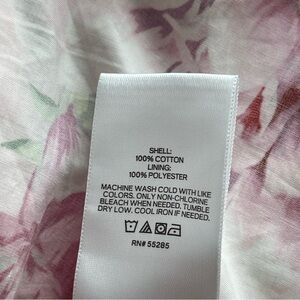 SHELL:
100% COTTON
LINING:
100% POLYESTER
MACHINE WASH COLD WITH LIKE
COLORS. ONLY NON-CHLORINE
BLEACH WHEN NEEDED. TUMBLE
DRY LOW. COOL IRON IF NEEDED.
RN# 55285